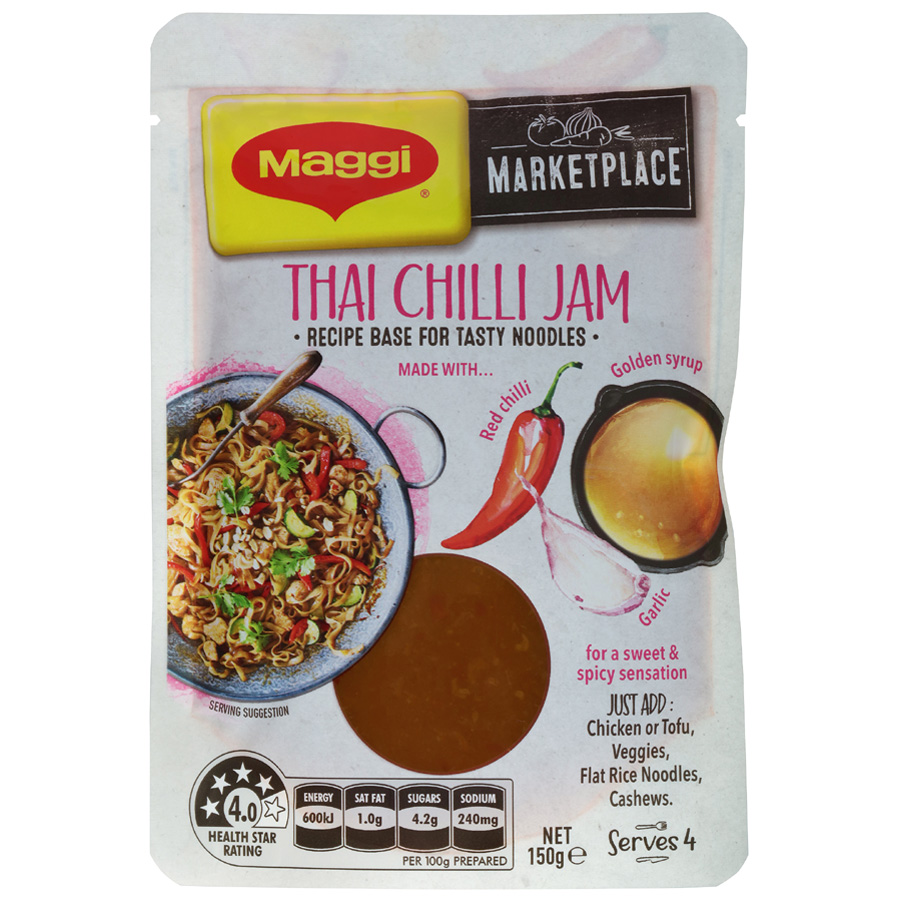 Maggi
®
MARKETPLACE™
THAI CHILLI JAM
• RECIPE BASE FOR TASTY NOODLES •
MADE WITH...
Red chilli
Golden syrup
Garlic
for a sweet &
spicy sensation
JUST ADD :
Chicken or Tofu,
Veggies,
Flat Rice Noodles,
Cashews.
SERVING SUGGESTION
4.0
HEALTH STAR
RATING
ENERGY
600kJ
SAT FAT
1.0g
SUGARS
4.2g
SODIUM
240mg
PER 100g PREPARED
NET
150g℮
Serves 4